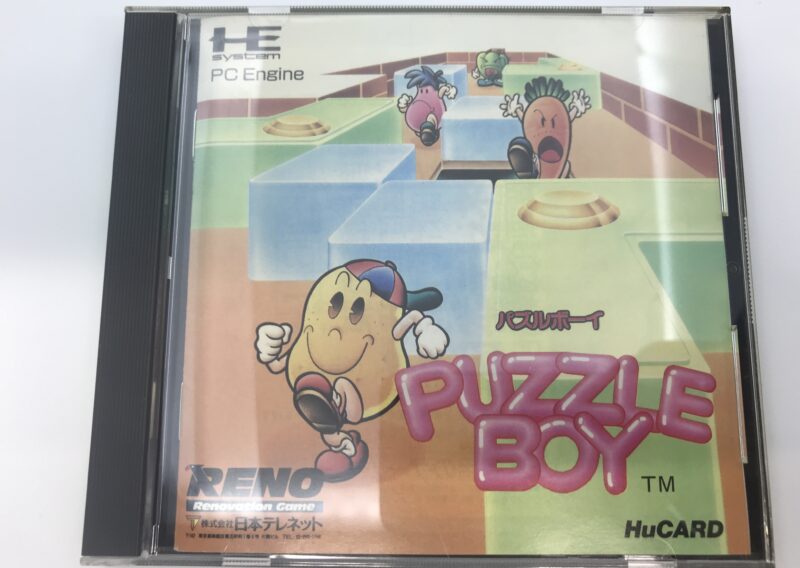 HE
system
PC Engine
パズルボーイ
PUZZLE
BOY
TM
RENO
Renovation Game
株式会社日本テレネット
HuCARD